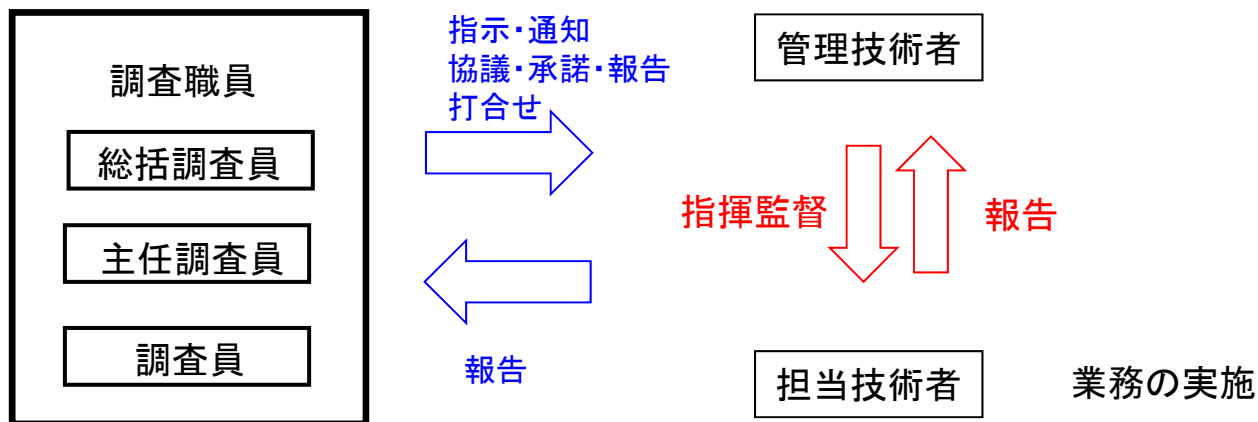 調査職員
総括調査員
主任調査員
調査員
指示・通知
協議・承諾・報告
打合せ
報告
管理技術者
指揮監督
報告
担当技術者
業務の実施